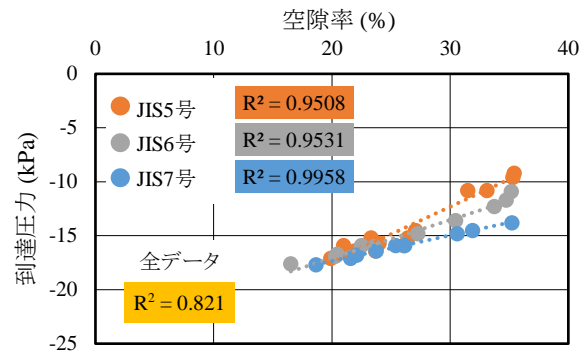 空隙率 (%)
0 10 20 30 40
0
-5
-10
-15
-20
-25
到達圧力 (kPa)
JIS5号 R² = 0.9508
JIS6号 R² = 0.9531
JIS7号 R² = 0.9958
全データ
R² = 0.821